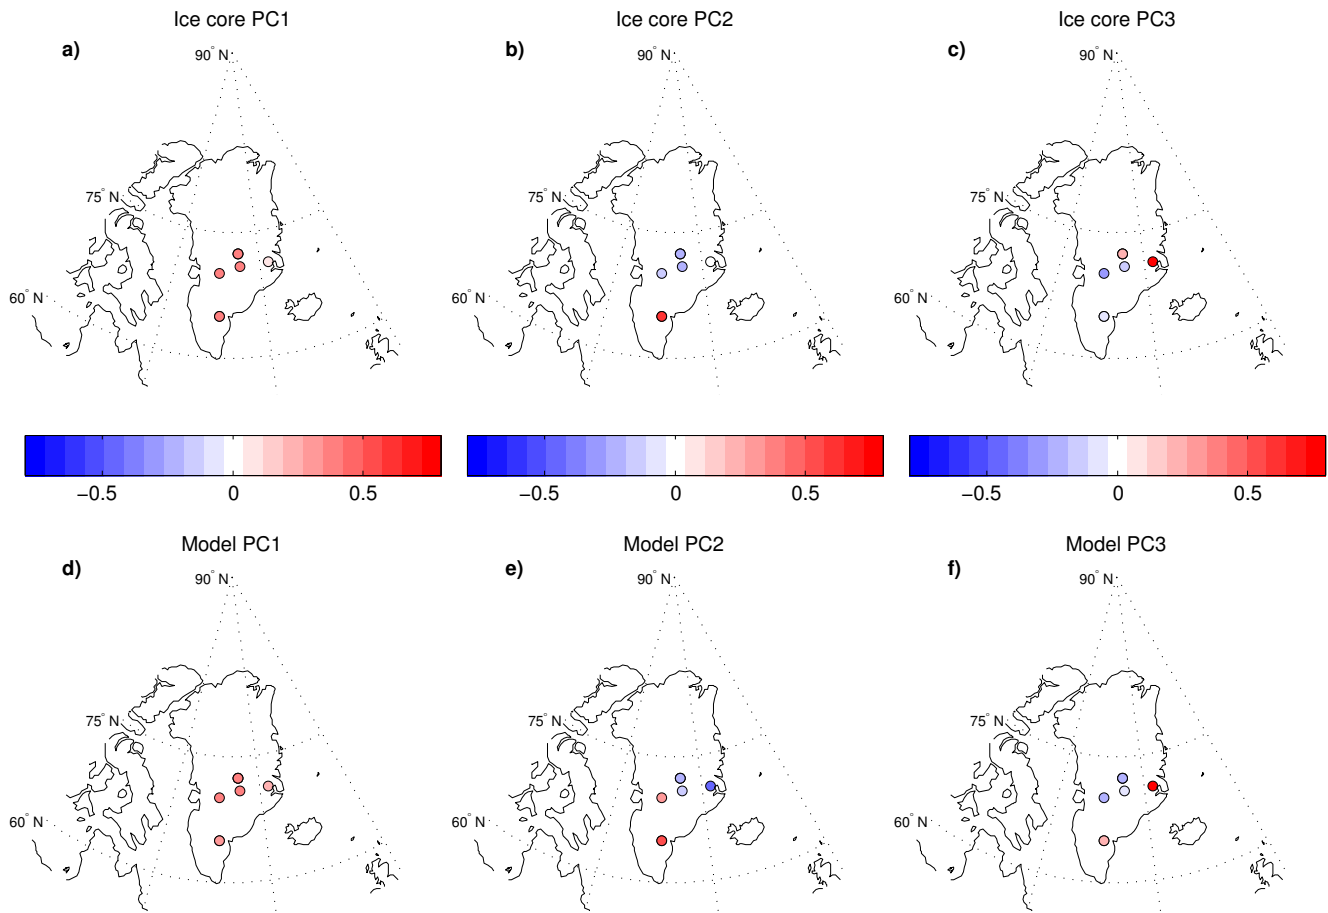 Ice core PC1
Ice core PC2
Ice core PC3
a)
b)
c)
90° N
90° N
90° N
75° N
75° N
75° N
60° N
60° N
60° N
−0.5 0 0.5
−0.5 0 0.5
−0.5 0 0.5
Model PC1
Model PC2
Model PC3
d)
e)
f)
90° N
90° N
90° N
75° N
75° N
75° N
60° N
60° N
60° N